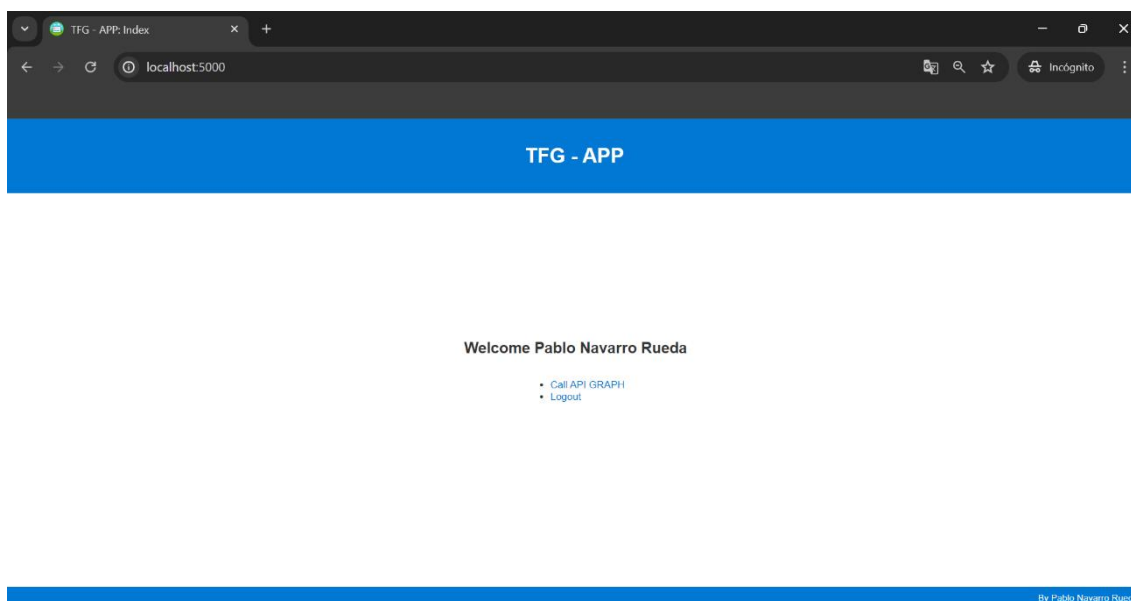 TFG - APP: Index
localhost:5000
Incógnito
TFG - APP
Welcome Pablo Navarro Rueda
• Call API GRAPH
• Logout
By Pablo Navarro